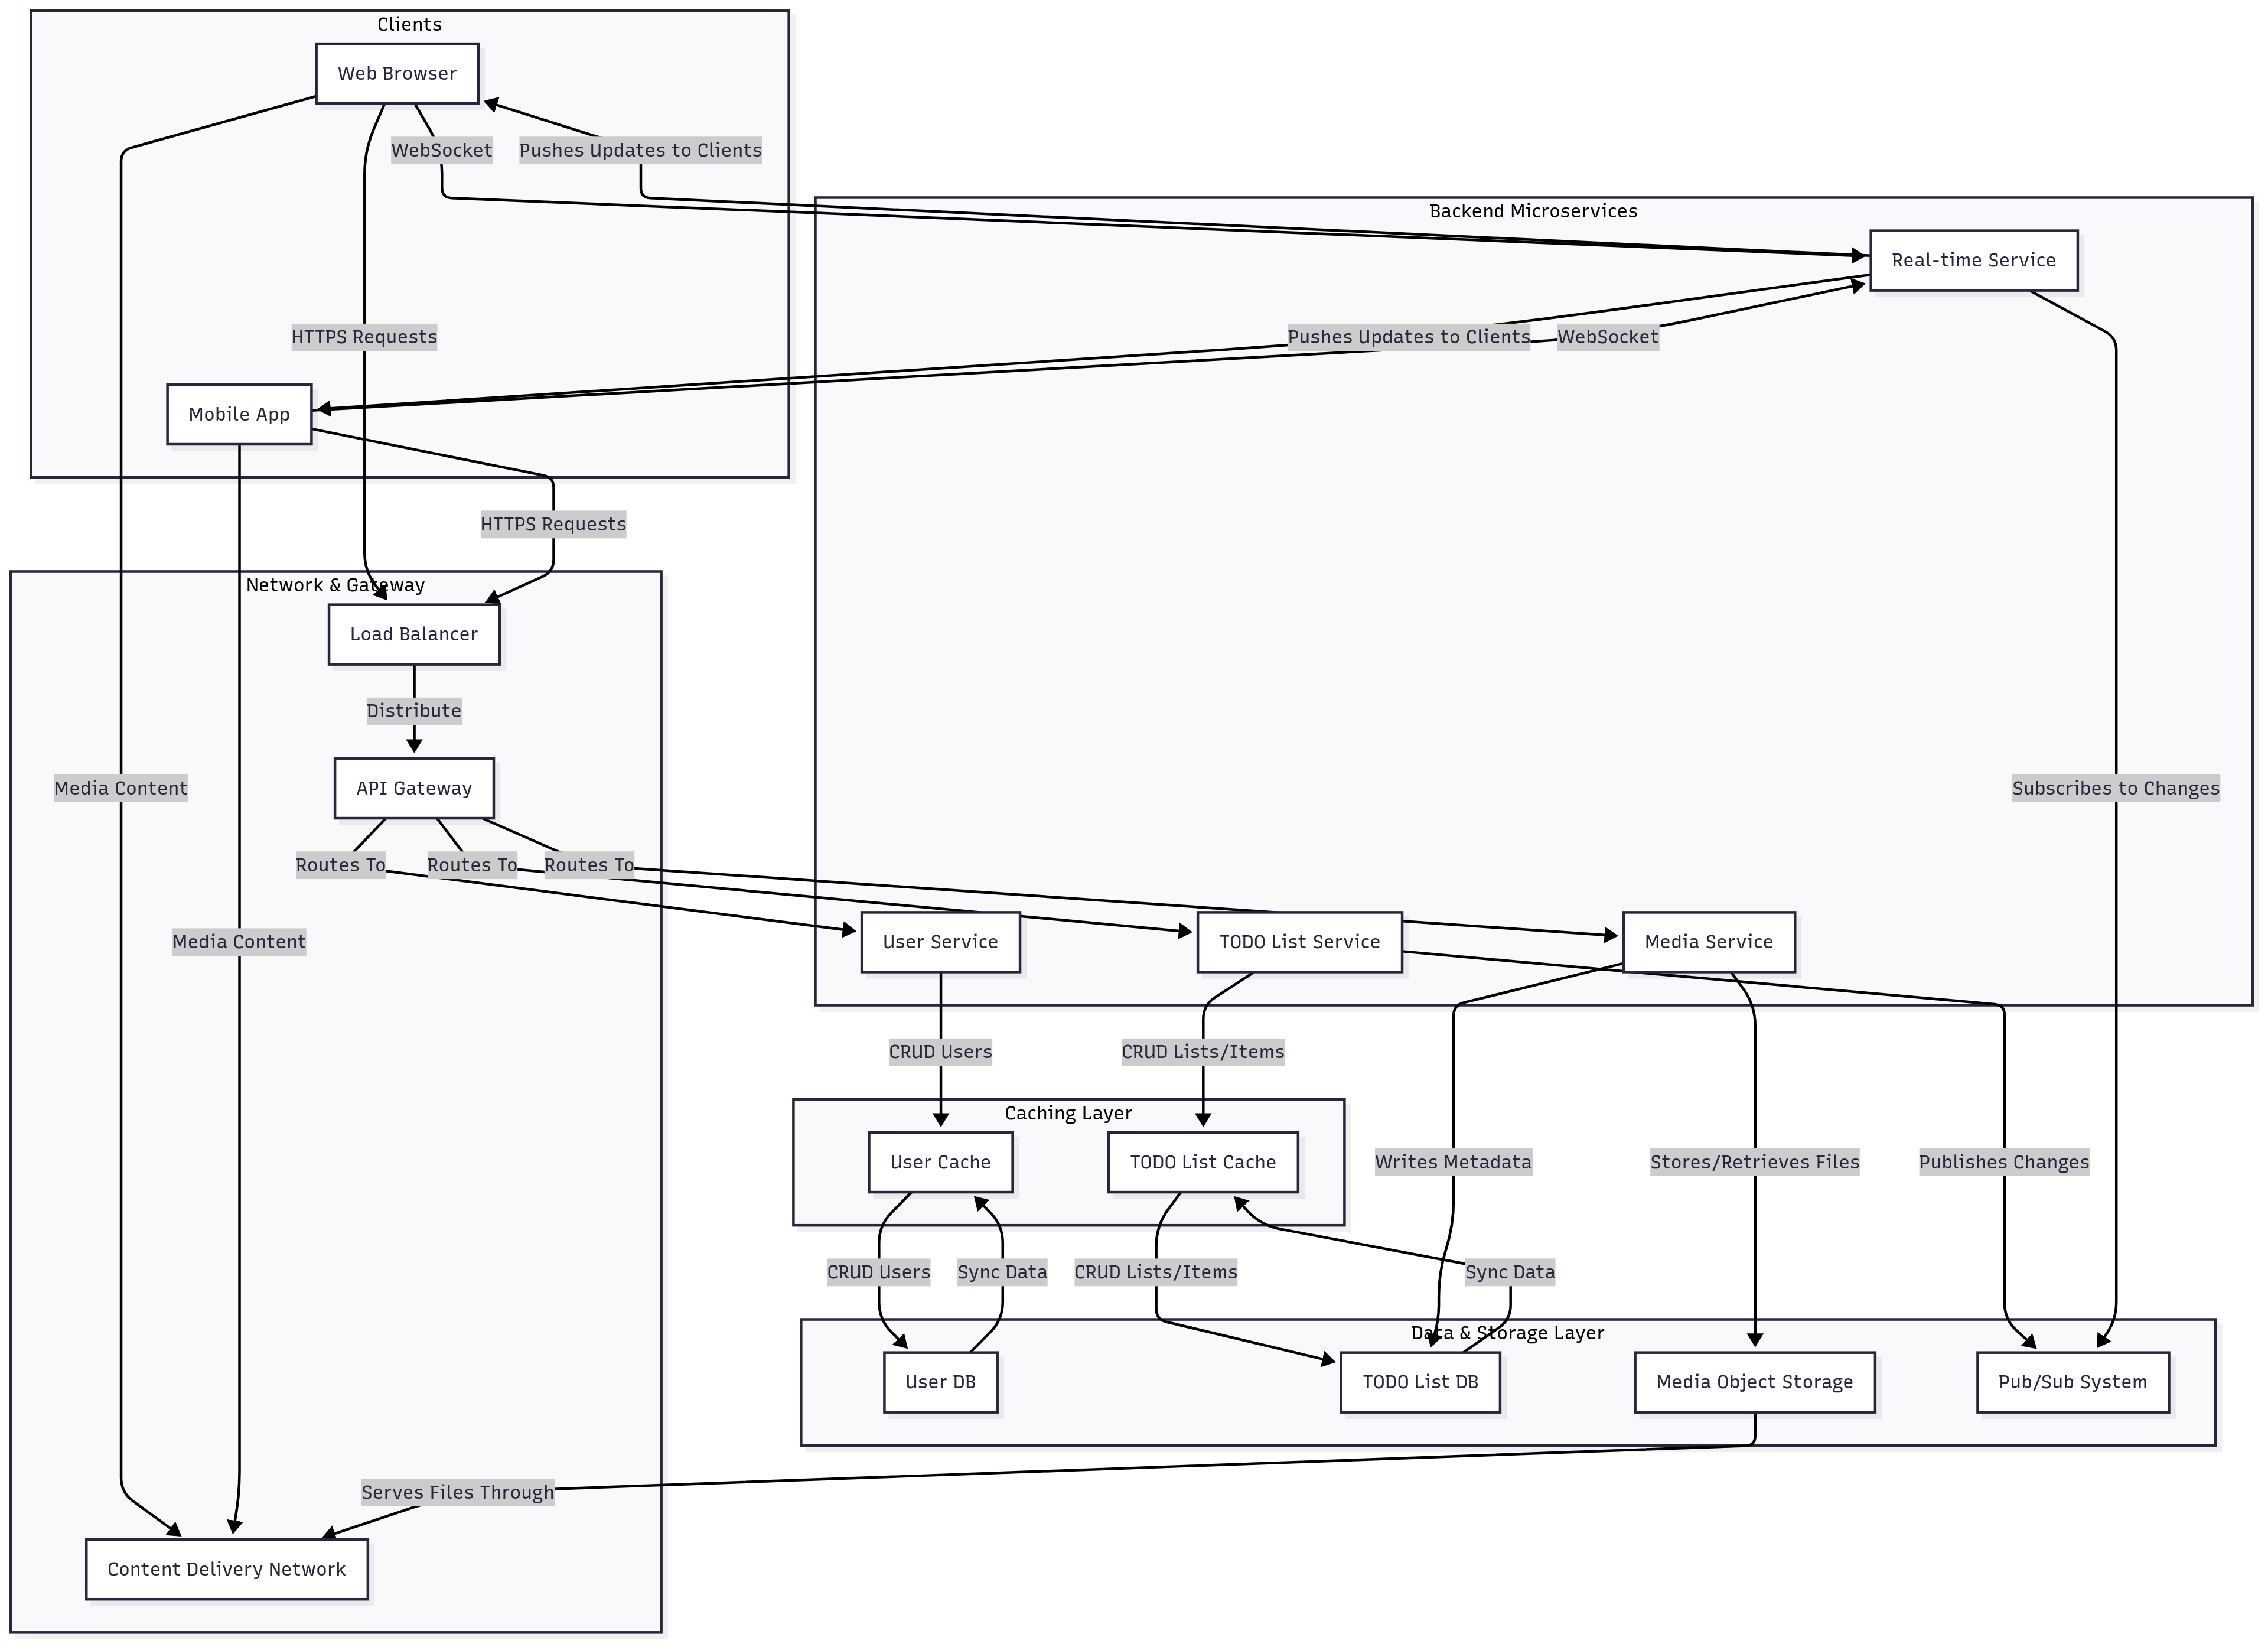 Clients
Web Browser
WebSocket
Pushes Updates to Clients
Backend Microservices
Real-time Service
HTTPS Requests
Pushes Updates to Clients
WebSocket
Mobile App
HTTPS Requests
Network & Gateway
Load Balancer
Distribute
API Gateway
Media Content
Subscribes to Changes
Routes To
Routes To
Routes To
Media Content
User Service
TODO List Service
Media Service
CRUD Users
CRUD Lists/Items
Caching Layer
User Cache
TODO List Cache
Writes Metadata
Stores/Retrieves Files
Publishes Changes
CRUD Users
Sync Data
CRUD Lists/Items
Sync Data
Data & Storage Layer
User DB
TODO List DB
Media Object Storage
Pub/Sub System
Serves Files Through
Content Delivery Network